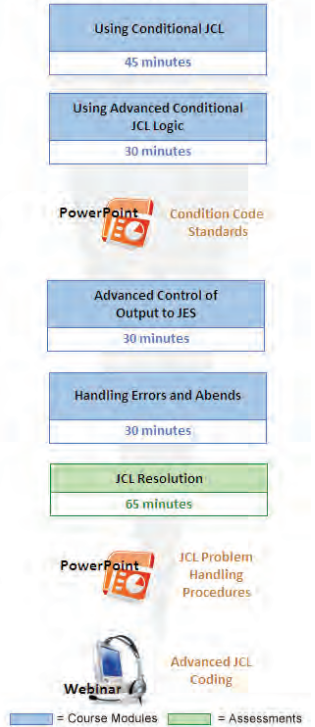 Using Conditional JCL
45 minutes
Using Advanced Conditional
JCL Logic
30 minutes
PowerPoint
Condition Code
Standards
Advanced Control of
Output to JES
30 minutes
Handling Errors and Abends
30 minutes
JCL Resolution
65 minutes
PowerPoint
JCL Problem
Handling
Procedures
Webinar
Advanced JCL
Coding
= Course Modules
= Assessments